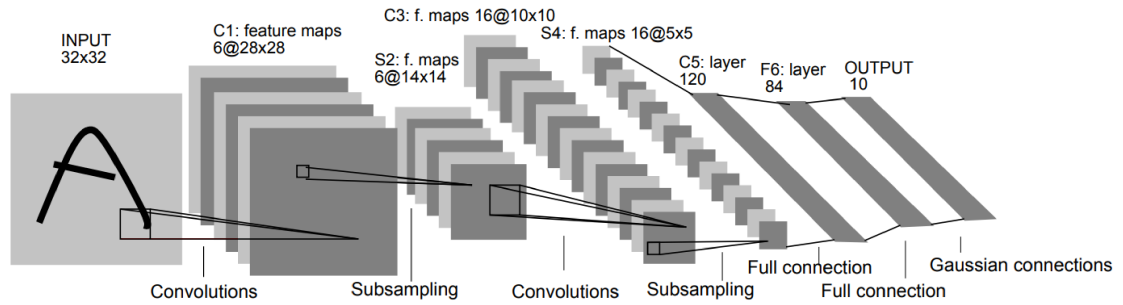 INPUT
32x32
C1: feature maps
6@28x28
S2: f. maps
6@14x14
C3: f. maps 16@10x10
S4: f. maps 16@5x5
C5: layer
120
F6: layer
84
OUTPUT
10
Convolutions
Subsampling
Convolutions
Subsampling
Full connection
Full connection
Gaussian connections